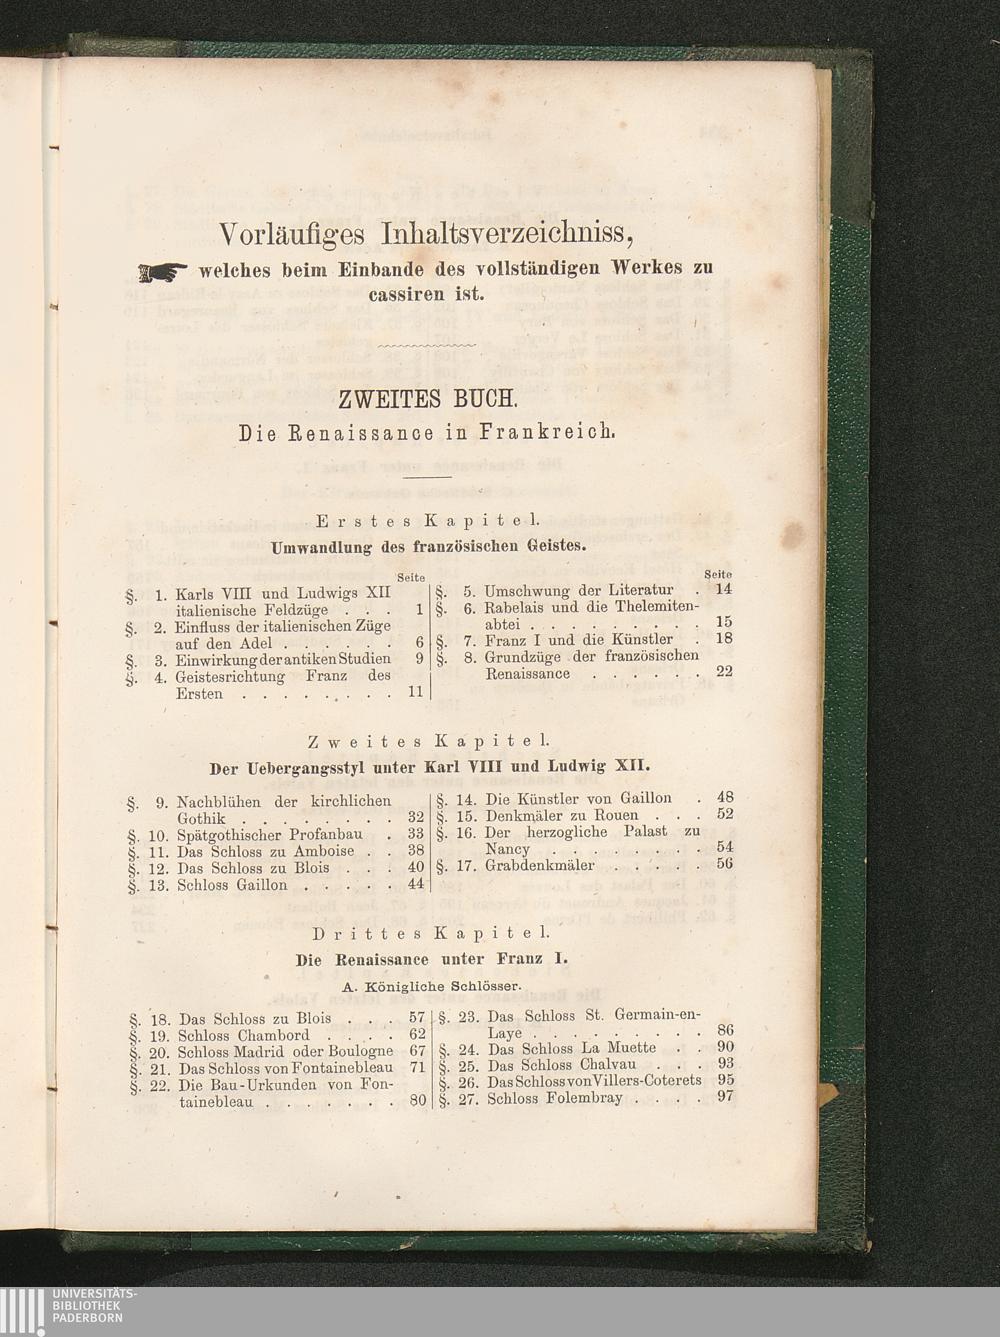 Vorläufiges Inhaltsverzeichniss,
welches beim Einbande des vollständigen Werkes zu
cassiren ist.
ZWEITES BUCH.
Die Renaissance in Frankreich.
Erstes Kapitel.
Umwandlung des französischen Geistes.
Seite
§. 1. Karls VIII und Ludwigs XII
italienische Feldzüge . . . 1
§. 2. Einfluss der italienischen Züge
auf den Adel . . . . . . 6
§. 3. Einwirkung der antiken Studien 9
§. 4. Geistesrichtung Franz des
Ersten . . . . . . . . 11
Seite
§. 5. Umschwung der Literatur . 14
§. 6. Rabelais und die Thelemiten-
abtei . . . . . . . . . 15
§. 7. Franz I und die Künstler . 18
§. 8. Grundzüge der französischen
Renaissance . . . . . . 22
Zweites Kapitel.
Der Uebergangsstyl unter Karl VIII und Ludwig XII.
§. 9. Nachblühen der kirchlichen
Gothik . . . . . . . . . 32
§. 10. Spätgothischer Profanbau . 33
§. 11. Das Schloss zu Amboise . . 38
§. 12. Das Schloss zu Blois . . . 40
§. 13. Schloss Gaillon . . . . . 44
§. 14. Die Künstler von Gaillon . 48
§. 15. Denkmäler zu Rouen . . . 52
§. 16. Der herzogliche Palast zu
Nancy . . . . . . . . 54
§. 17. Grabdenkmäler . . . . . 56
Drittes Kapitel.
Die Renaissance unter Franz I.
A. Königliche Schlösser.
§. 18. Das Schloss zu Blois . . . 57
§. 19. Schloss Chambord . . . . 62
§. 20. Schloss Madrid oder Boulogne 67
§. 21. Das Schloss von Fontainebleau 71
§. 22. Die Bau-Urkunden von Fon-
tainebleau . . . . . . . 80
§. 23. Das Schloss St. Germain-en-
Laye . . . . . . . . . 86
§. 24. Das Schloss La Muette . . 90
§. 25. Das Schloss Chalvau . . . 93
§. 26. Das Schloss von Villers-Coterets 95
§. 27. Schloss Folembray . . . . 97
UNIVERSITÄTS-
BIBLIOTHEK
PADERBORN